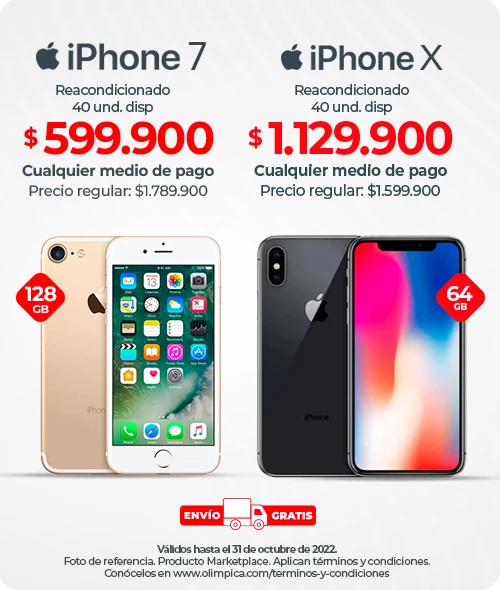 iPhone 7
Reacondicionado
40 und. disp
$ 599.900
Cualquier medio de pago
Precio regular: $1.789.900
iPhone X
Reacondicionado
40 und. disp
$ 1.129.900
Cualquier medio de pago
Precio regular: $1.599.900
128
GB
iPhone
64
GB
iPhone
ENVÍO GRATIS
Válidos hasta el 31 de octubre de 2022.
Foto de referencia. Producto Marketplace. Aplican términos y condiciones.
Conócelos en www.olimpica.com/terminos-y-condiciones